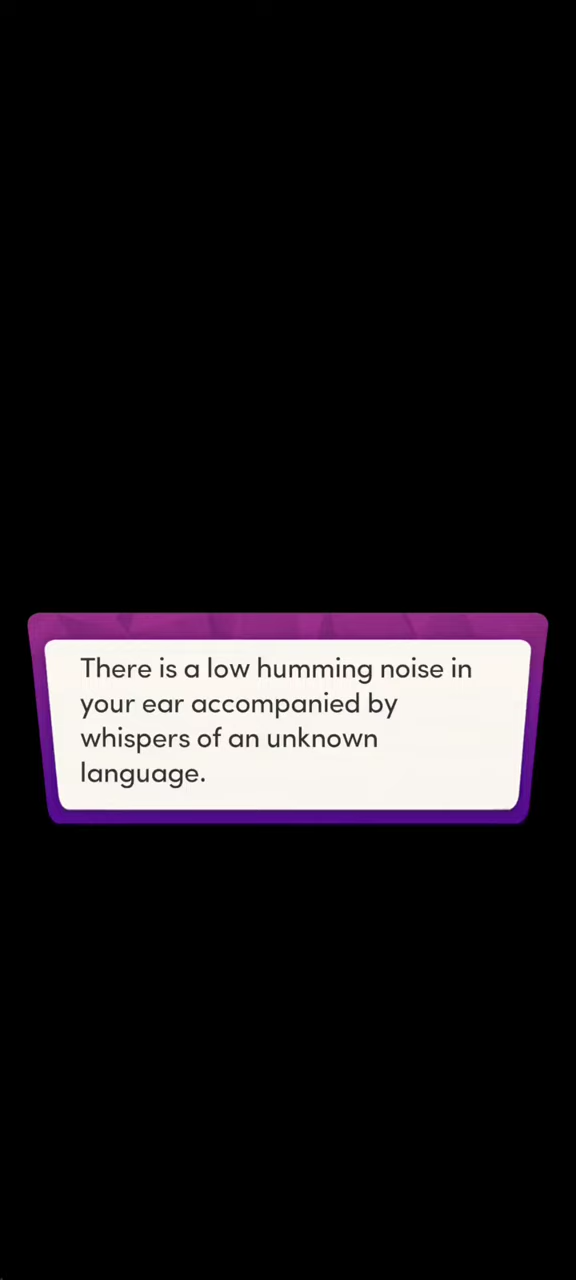 There is a low humming noise in
your ear accompanied by
whispers of an unknown
language.